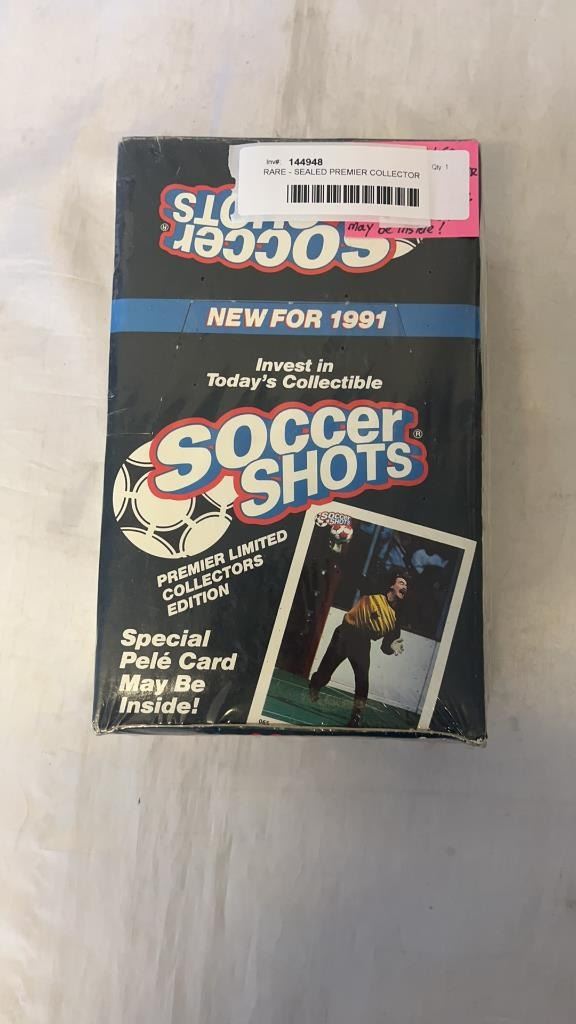 Inv#: 144948
Qty 1
RARE - SEALED PREMIER COLLECTOR
may be inside!
SOCCER SHOTS ®
NEW FOR 1991
Invest in
Today's Collectible
SOCCER ®
SHOTS
PREMIER LIMITED
COLLECTORS
EDITION
SOCCER
SHOTS
Special
Pelé Card
May Be
Inside!
065